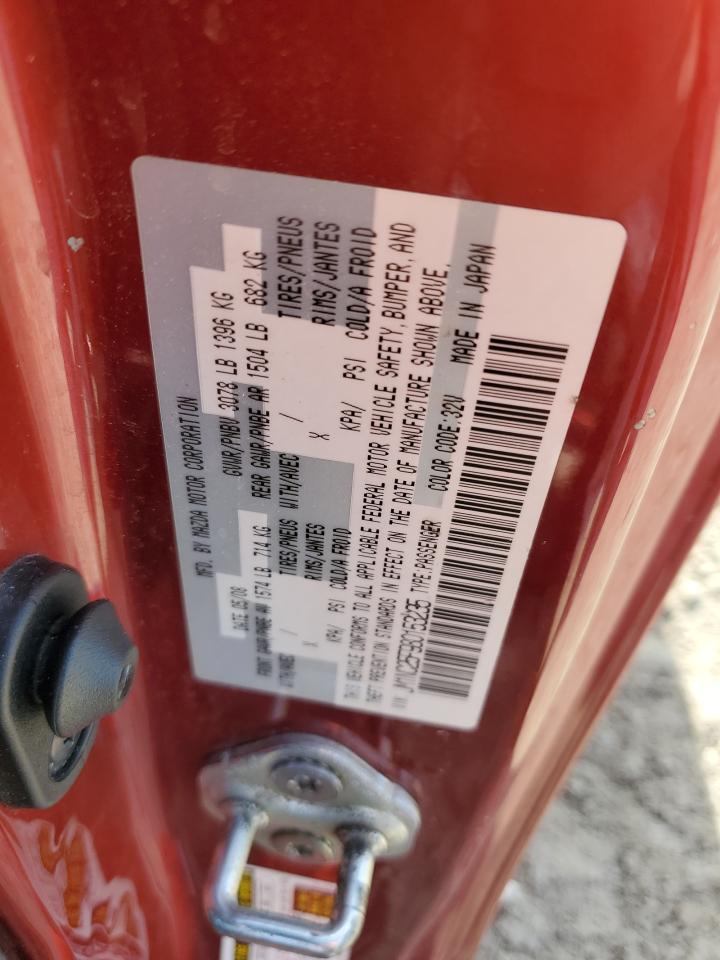 MFD. BY MAZDA MOTOR CORPORATION
DATE 05/08 GVWR/PNBV 3078 LB 1396 KG
FRONT GAWR/PNBE AV 1574 LB 714 KG REAR GAWR/PNBE AR 1504 LB 682 KG
WITH/AVEC TIRES/PNEUS WITH/AVEC TIRES/PNEUS
/ RIMS/JANTES / RIMS/JANTES
X X
KPA/ PSI COLD/A FROID KPA/ PSI COLD/A FROID
THIS VEHICLE CONFORMS TO ALL APPLICABLE FEDERAL MOTOR VEHICLE SAFETY, BUMPER, AND
THEFT PREVENTION STANDARDS IN EFFECT ON THE DATE OF MANUFACTURE SHOWN ABOVE.
VIN TYPE:PASSENGER COLOR CODE:32V MADE IN JAPAN